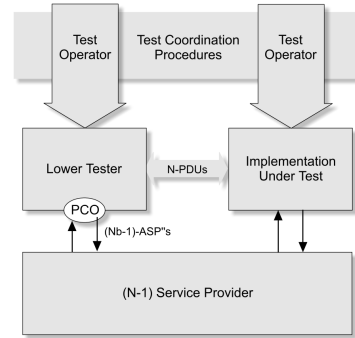 Test
Operator
Test Coordination
Procedures
Test
Operator
Lower Tester
N-PDUs
Implementation
Under Test
PCO
(Nb-1)-ASP"s
(N-1) Service Provider